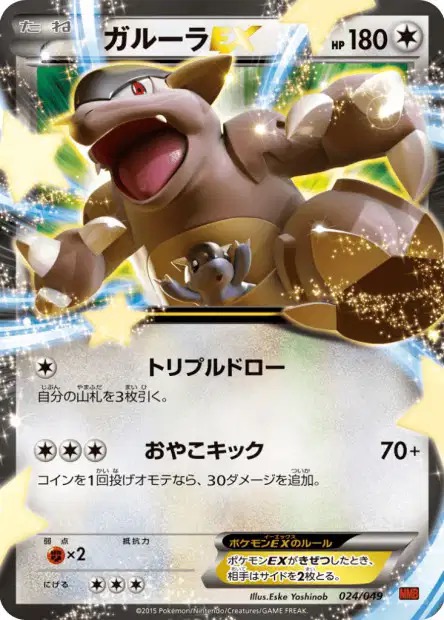 たね
ガルーラEX
HP 180
トリプルドロー
自分の山札を3枚引く。
おやこキック 70+
コインを1回投げオモテなら、30ダメージを追加。
弱点 抵抗力
×2
にげる
ポケモンEXのルール
ポケモンEXがきぜつしたとき、
相手はサイドを2枚とる。
Illus.Eske Yoshinob 024/049 MMB
©2015 Pokémon/Nintendo/Creatures/GAME FREAK.